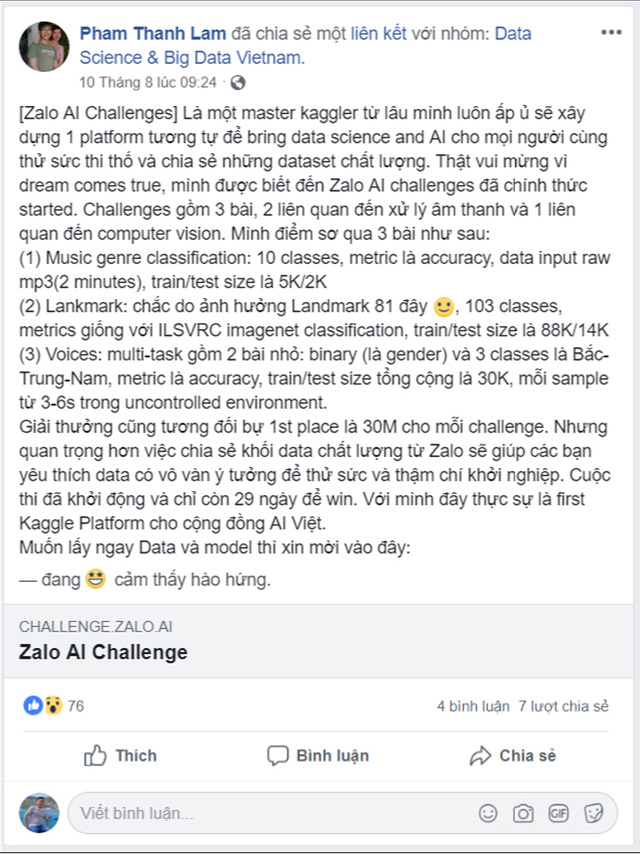 Pham Thanh Lam đã chia sẻ một liên kết với nhóm: Data
Science & Big Data Vietnam.
10 Tháng 8 lúc 09:24 ·
[Zalo AI Challenges] Là một master kaggler từ lâu mình luôn ấp ủ sẽ xây
dựng 1 platform tương tự để bring data science and AI cho mọi người cùng
thử sức thi thố và chia sẻ những dataset chất lượng. Thật vui mừng vì
dream comes true, mình được biết đến Zalo AI challenges đã chính thức
started. Challenges gồm 3 bài, 2 liên quan đến xử lý âm thanh và 1 liên
quan đến computer vision. Mình điểm sơ qua 3 bài như sau:
(1) Music genre classification: 10 classes, metric là accuracy, data input raw
mp3(2 minutes), train/test size là 5K/2K
(2) Lankmark: chắc do ảnh hưởng Landmark 81 đây 🙂, 103 classes,
metrics giống với ILSVRC imagenet classification, train/test size là 88K/14K
(3) Voices: multi-task gồm 2 bài nhỏ: binary (là gender) và 3 classes là Bắc-
Trung-Nam, metric là accuracy, train/test size tổng cộng là 30K, mỗi sample
từ 3-6s trong uncontrolled environment.
Giải thưởng cũng tương đối bự 1st place là 30M cho mỗi challenge. Nhưng
quan trọng hơn việc chia sẻ khối data chất lượng từ Zalo sẽ giúp các bạn
yêu thích data có vô vàn ý tưởng để thử sức và thậm chí khởi nghiệp. Cuộc
thi đã khởi động và chỉ còn 29 ngày để win. Với mình đây thực sự là first
Kaggle Platform cho cộng đồng AI Việt.
Muốn lấy ngay Data và model thì xin mời vào đây:
— đang 😀 cảm thấy hào hứng.
CHALLENGE.ZALO.AI
Zalo AI Challenge
76 4 bình luận 7 lượt chia sẻ
Thích Bình luận Chia sẻ
Viết bình luận... GIF